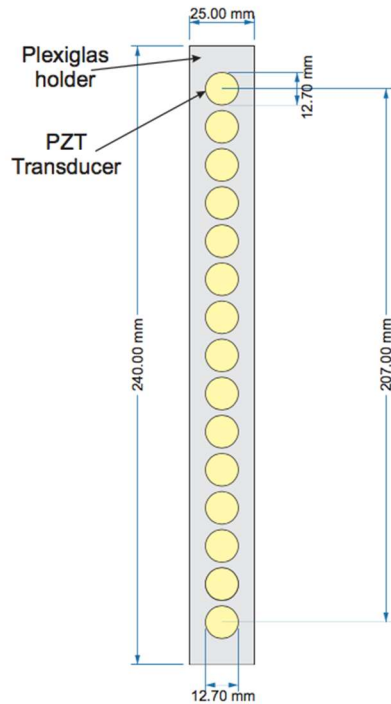 25.00 mm
Plexiglas
holder
12.70 mm
PZT
Transducer
240.00 mm
207.00 mm
12.70 mm